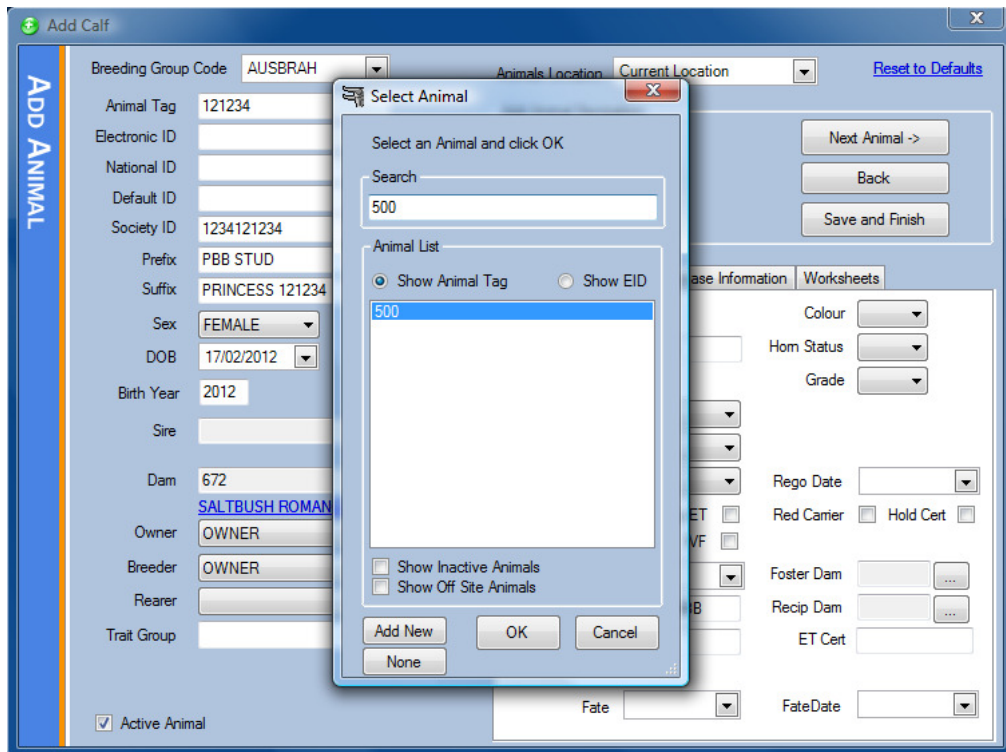 Add Calf
X
ADD ANIMAL
Breeding Group Code AUSBRAH
Animals Location Current Location
Reset to Defaults
Animal Tag 121234
Electronic ID
National ID
Default ID
Society ID 1234121234
Prefix PBB STUD
Suffix PRINCESS 121234
Sex FEMALE
DOB 17/02/2012
Birth Year 2012
Sire
Dam 672
SALTBUSH ROMAN
Owner OWNER
Breeder OWNER
Rearer
Trait Group
Active Animal
Select Animal
X
Select an Animal and click OK
Search
500
Animal List
Show Animal Tag Show EID
500
Show Inactive Animals
Show Off Site Animals
Add New OK Cancel
None
Next Animal ->
Back
Save and Finish
ase Information Worksheets
Colour
Horn Status
Grade
Rego Date
ET Red Carrier Hold Cert
VF
Foster Dam ...
BB Recip Dam ...
ET Cert
Fate FateDate